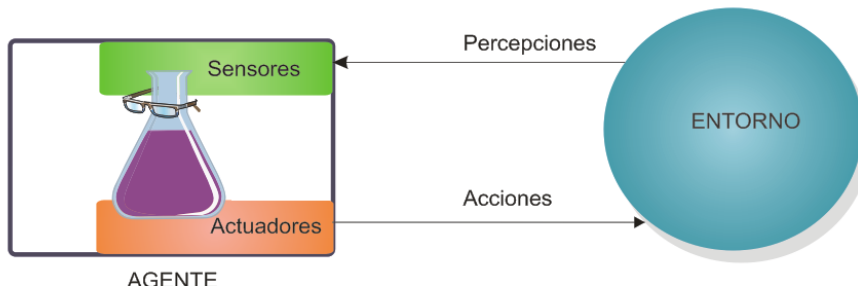 Percepciones
Sensores
ENTORNO
Acciones
Actuadores
AGENTE